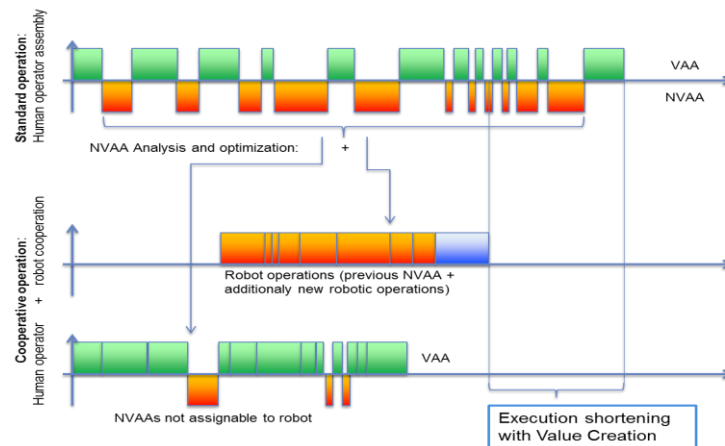 Standard operation:
Human operator assembly
VAA
NVAA
NVAA Analysis and optimization:
+
Cooperative operation:
Human operator + robot cooperation
Robot operations (previous NVAA +
additionaly new robotic operations)
VAA
NVAAs not assignable to robot
Execution shortening
with Value Creation